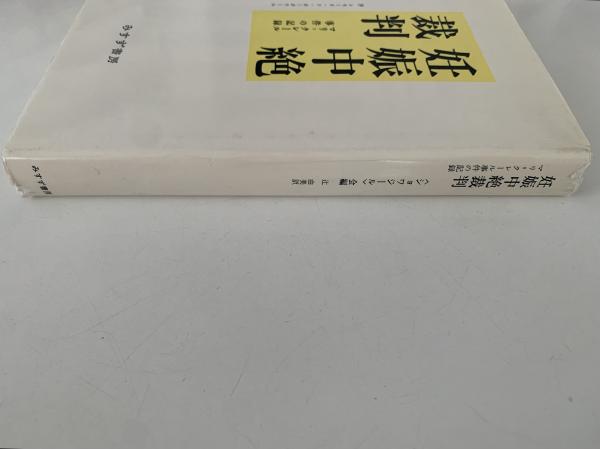 妊娠中絶
裁判
マリ・クレール
事件の記録
みすず書房
妊娠中絶裁判
マリ・クレール事件の記録
ショワジール会編 辻由美訳
みすず書房